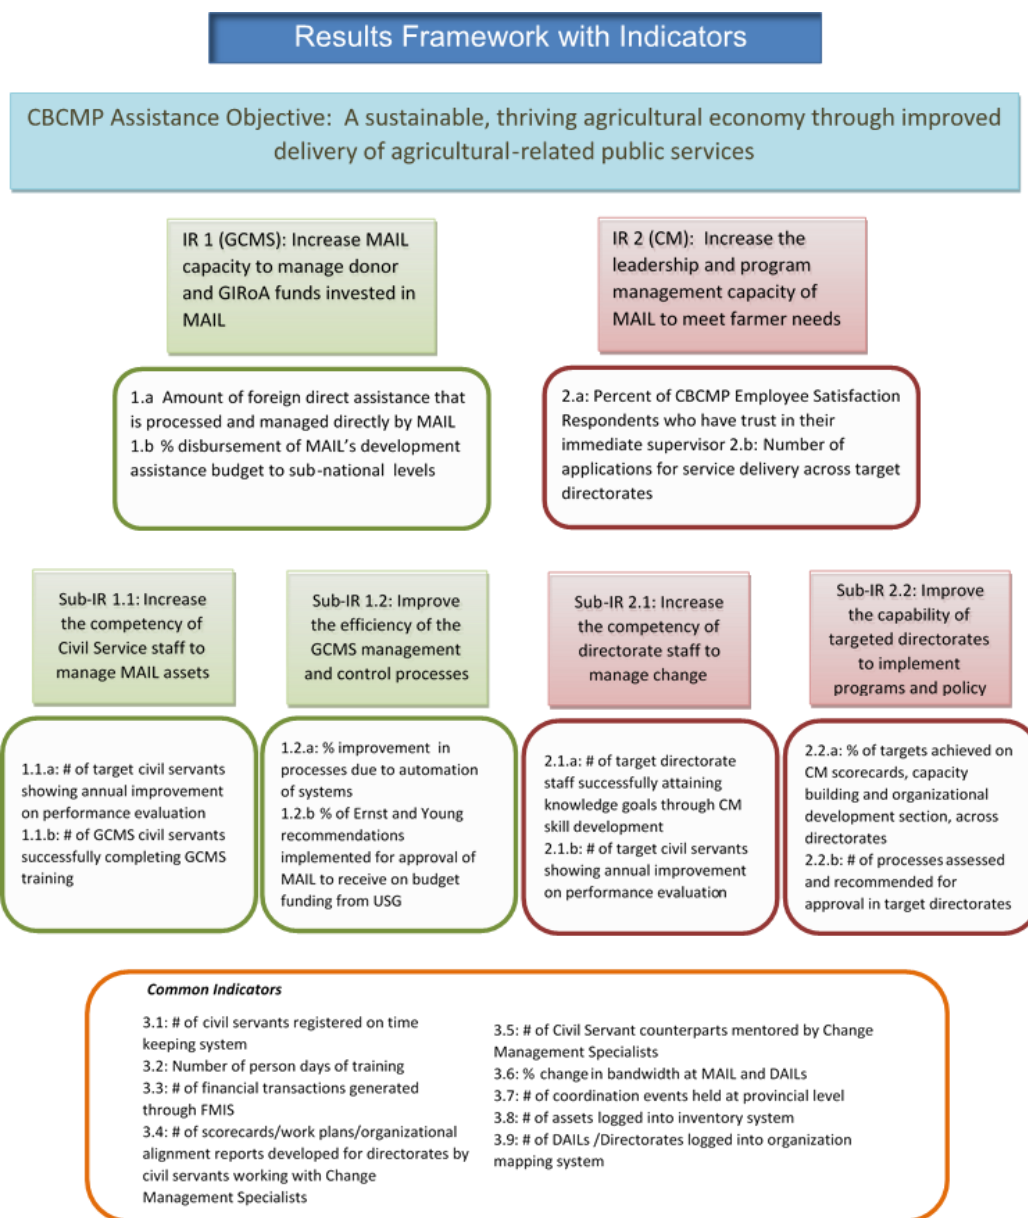 Results Framework with Indicators
CBCMP Assistance Objective: A sustainable, thriving agricultural economy through improved
delivery of agricultural-related public services
IR 1 (GCMS): Increase MAIL
capacity to manage donor
and GIRoA funds invested in
MAIL
IR 2 (CM): Increase the
leadership and program
management capacity of
MAIL to meet farmer needs
1.a Amount of foreign direct assistance that
is processed and managed directly by MAIL
1.b % disbursement of MAIL's development
assistance budget to sub-national levels
2.a: Percent of CBCMP Employee Satisfaction
Respondents who have trust in their
immediate supervisor 2.b: Number of
applications for service delivery across target
directorates
Sub-IR 1.1: Increase
the competency of
Civil Service staff to
manage MAIL assets
Sub-IR 1.2: Improve
the efficiency of the
GCMS management
and control processes
Sub-IR 2.1: Increase
the competency of
directorate staff to
manage change
Sub-IR 2.2: Improve
the capability of
targeted directorates
to implement
programs and policy
1.1.a: # of target civil servants
showing annual improvement
on performance evaluation
1.1.b: # of GCMS civil servants
successfully completing GCMS
training
1.2.a: % improvement in
processes due to automation
of systems
1.2.b % of Ernst and Young
recommendations
implemented for approval of
MAIL to receive on budget
funding from USG
2.1.a: # of target directorate
staff successfully attaining
knowledge goals through CM
skill development
2.1.b: # of target civil servants
showing annual improvement
on performance evaluation
2.2.a: % of targets achieved on
CM scorecards, capacity
building and organizational
development section, across
directorates
2.2.b: # of processes assessed
and recommended for
approval in target directorates
Common Indicators
3.1: # of civil servants registered on time
keeping system
3.2: Number of person days of training
3.3: # of financial transactions generated
through FMIS
3.4: # of scorecards/work plans/organizational
alignment reports developed for directorates by
civil servants working with Change
Management Specialists
3.5: # of Civil Servant counterparts mentored by Change
Management Specialists
3.6: % change in bandwidth at MAIL and DAILs
3.7: # of coordination events held at provincial level
3.8: # of assets logged into inventory system
3.9: # of DAILs /Directorates logged into organization
mapping system